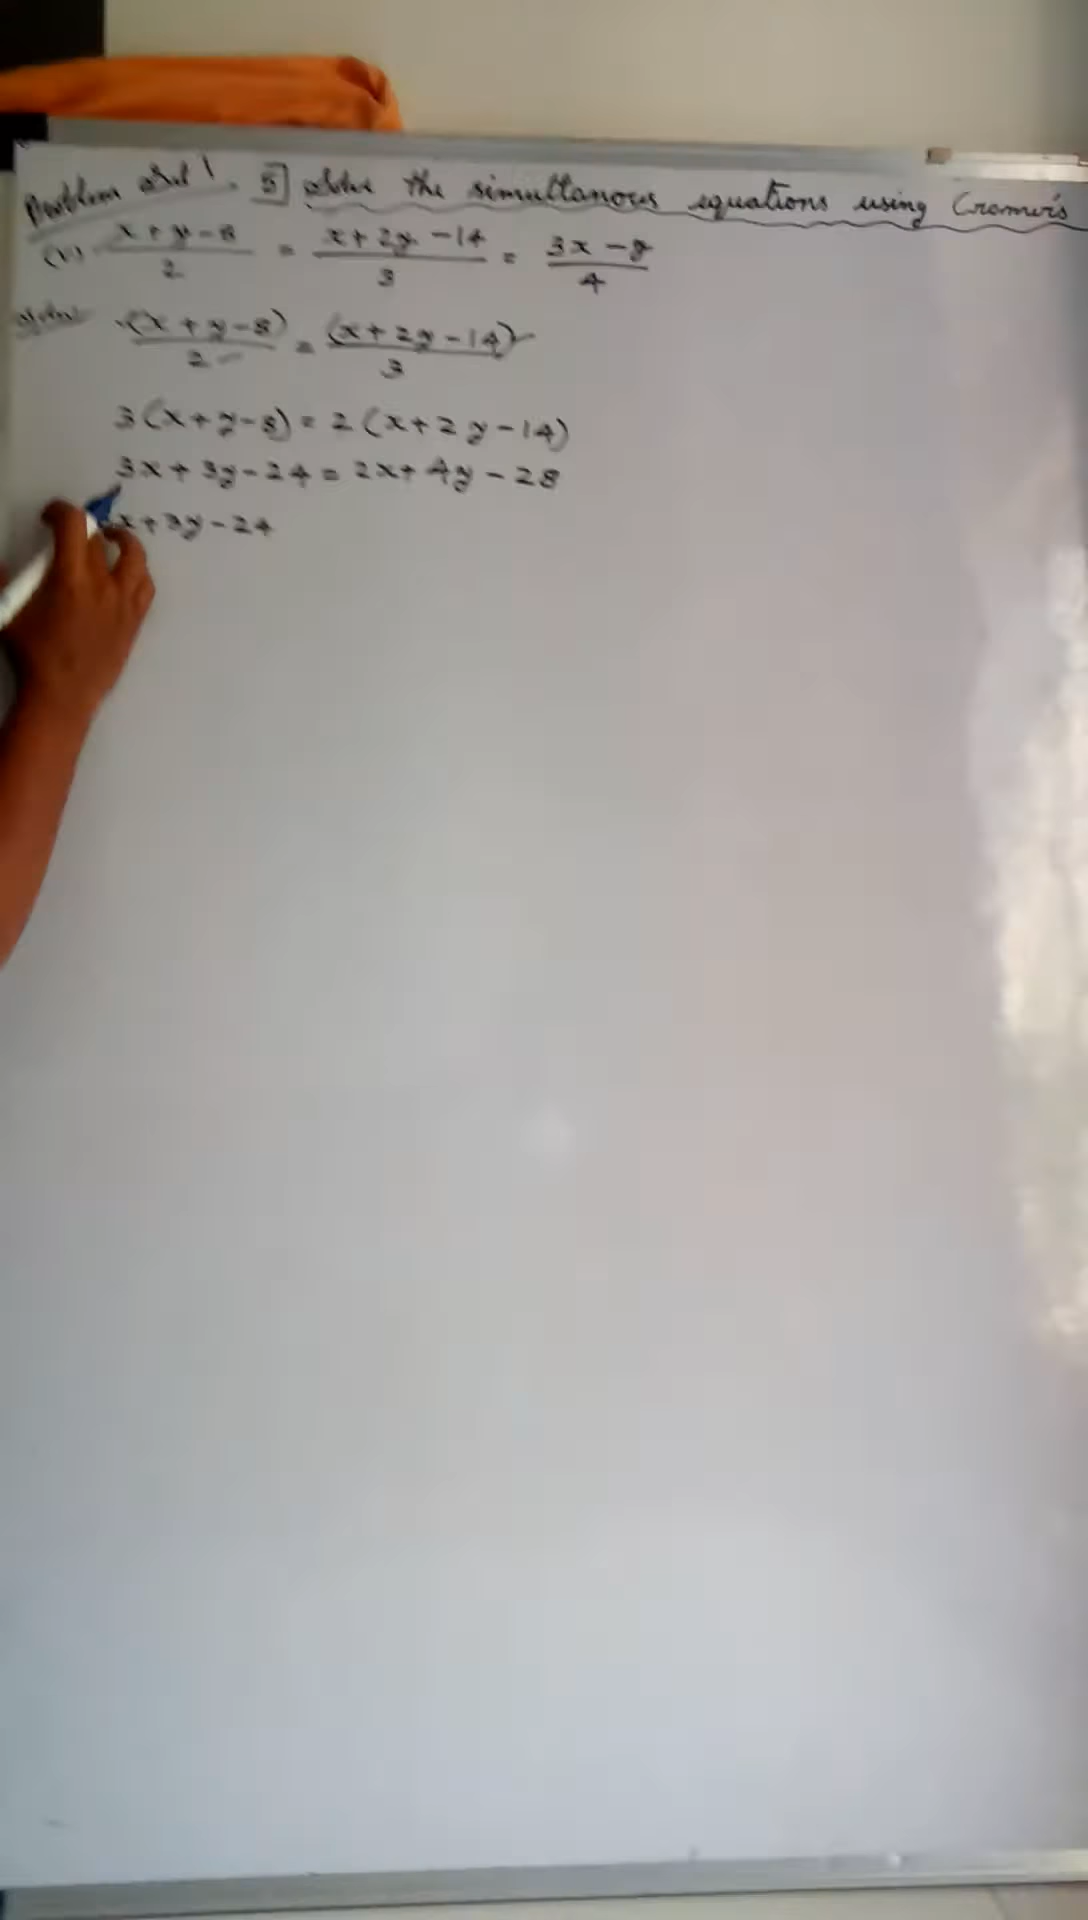 Problem set 1. 5] solve the simultanous equations using Cramer's
(v) x + y - 8 / 2 = x + 2y - 14 / 3 = 3x - y / 4
soln: (x + y - 8) / 2 = (x + 2y - 14) / 3
3(x + y - 8) = 2(x + 2y - 14)
3x + 3y - 24 = 2x + 4y - 28
x + 3y - 24